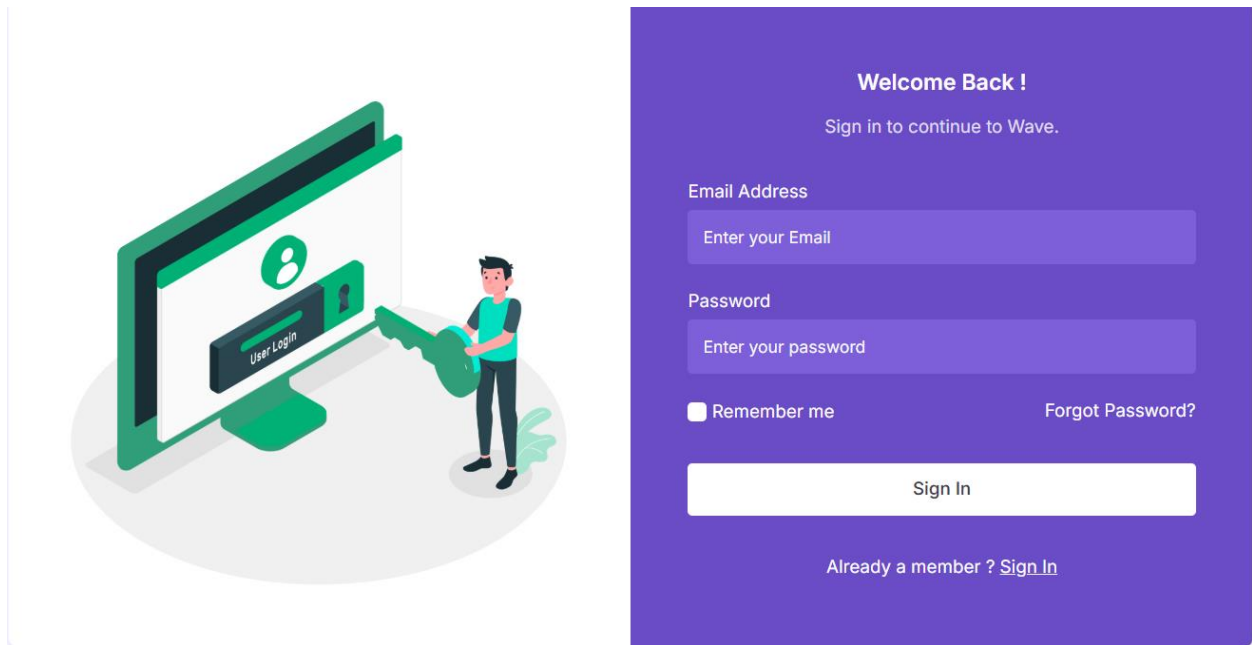 User Login
Welcome Back !
Sign in to continue to Wave.
Email Address
Enter your Email
Password
Enter your password
Remember me Forgot Password?
Sign In
Already a member ? Sign In